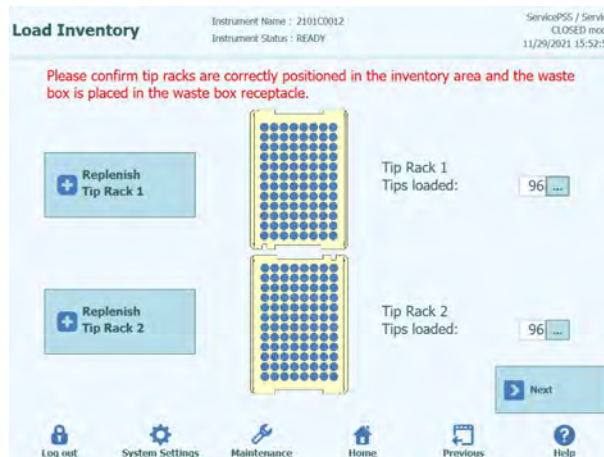 Load Inventory
Instrument Name : 2101C0012
Instrument Status : READY
ServicePSS / Servi
CLOSED mo
11/29/2021 15:52:5
Please confirm tip racks are correctly positioned in the inventory area and the waste
box is placed in the waste box receptacle.
Replenish
Tip Rack 1
Tip Rack 1
Tips loaded:
96 ...
Replenish
Tip Rack 2
Tip Rack 2
Tips loaded:
96 ...
Next
Log out
System Settings
Maintenance
Home
Previous
Help